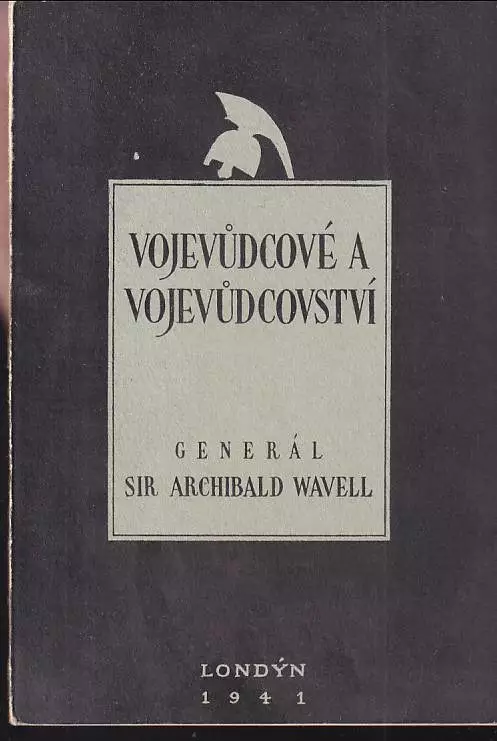 VOJEVŮDCOVÉ A
VOJEVŮDCOVSTVÍ
GENERÁL
SIR ARCHIBALD WAVELL
LONDÝN
1941